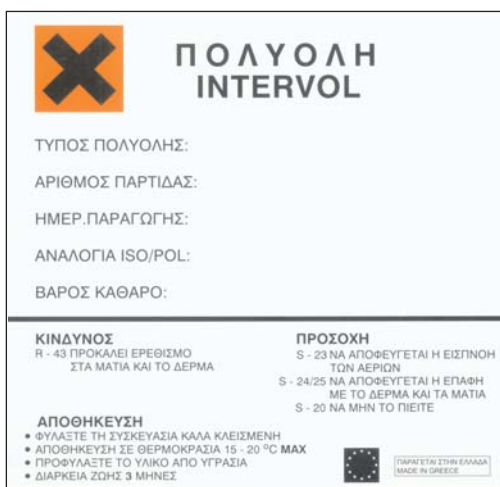 ΠΟΛΥΟΛΗ
INTERVOL
ΤΥΠΟΣ ΠΟΛΥΟΛΗΣ:
ΑΡΙΘΜΟΣ ΠΑΡΤΙΔΑΣ:
ΗΜΕΡ.ΠΑΡΑΓΩΓΗΣ:
ΑΝΑΛΟΓΙΑ ISO/POL:
ΒΑΡΟΣ ΚΑΘΑΡΟ:
ΚΙΝΔΥΝΟΣ
R - 43 ΠΡΟΚΑΛΕΙ ΕΡΕΘΙΣΜΟ
ΣΤΑ ΜΑΤΙΑ ΚΑΙ ΤΟ ΔΕΡΜΑ
ΠΡΟΣΟΧΗ
S - 23 ΝΑ ΑΠΟΦΕΥΓΕΤΑΙ Η ΕΙΣΠΝΟΗ
ΤΩΝ ΑΕΡΙΩΝ
S - 24/25 ΝΑ ΑΠΟΦΕΥΓΕΤΑΙ Η ΕΠΑΦΗ
ΜΕ ΤΟ ΔΕΡΜΑ ΚΑΙ ΤΑ ΜΑΤΙΑ
S - 20 ΝΑ ΜΗΝ ΤΟ ΠΙΕΙΤΕ
ΑΠΟΘΗΚΕΥΣΗ
• ΦΥΛΑΞΤΕ ΤΗ ΣΥΣΚΕΥΑΣΙΑ ΚΑΛΑ ΚΛΕΙΣΜΕΝΗ
• ΑΠΟΘΗΚΕΥΣΗ ΣΕ ΘΕΡΜΟΚΡΑΣΙΑ 15 - 20 ⁰C MAX
• ΠΡΟΦΥΛΑΞΤΕ ΤΟ ΥΛΙΚΟ ΑΠΟ ΥΓΡΑΣΙΑ
• ΔΙΑΡΚΕΙΑ ΖΩΗΣ 3 ΜΗΝΕΣ
ΠΑΡΑΓΕΤΑΙ ΣΤΗΝ ΕΛΛΑΔΑ
MADE IN GREECE